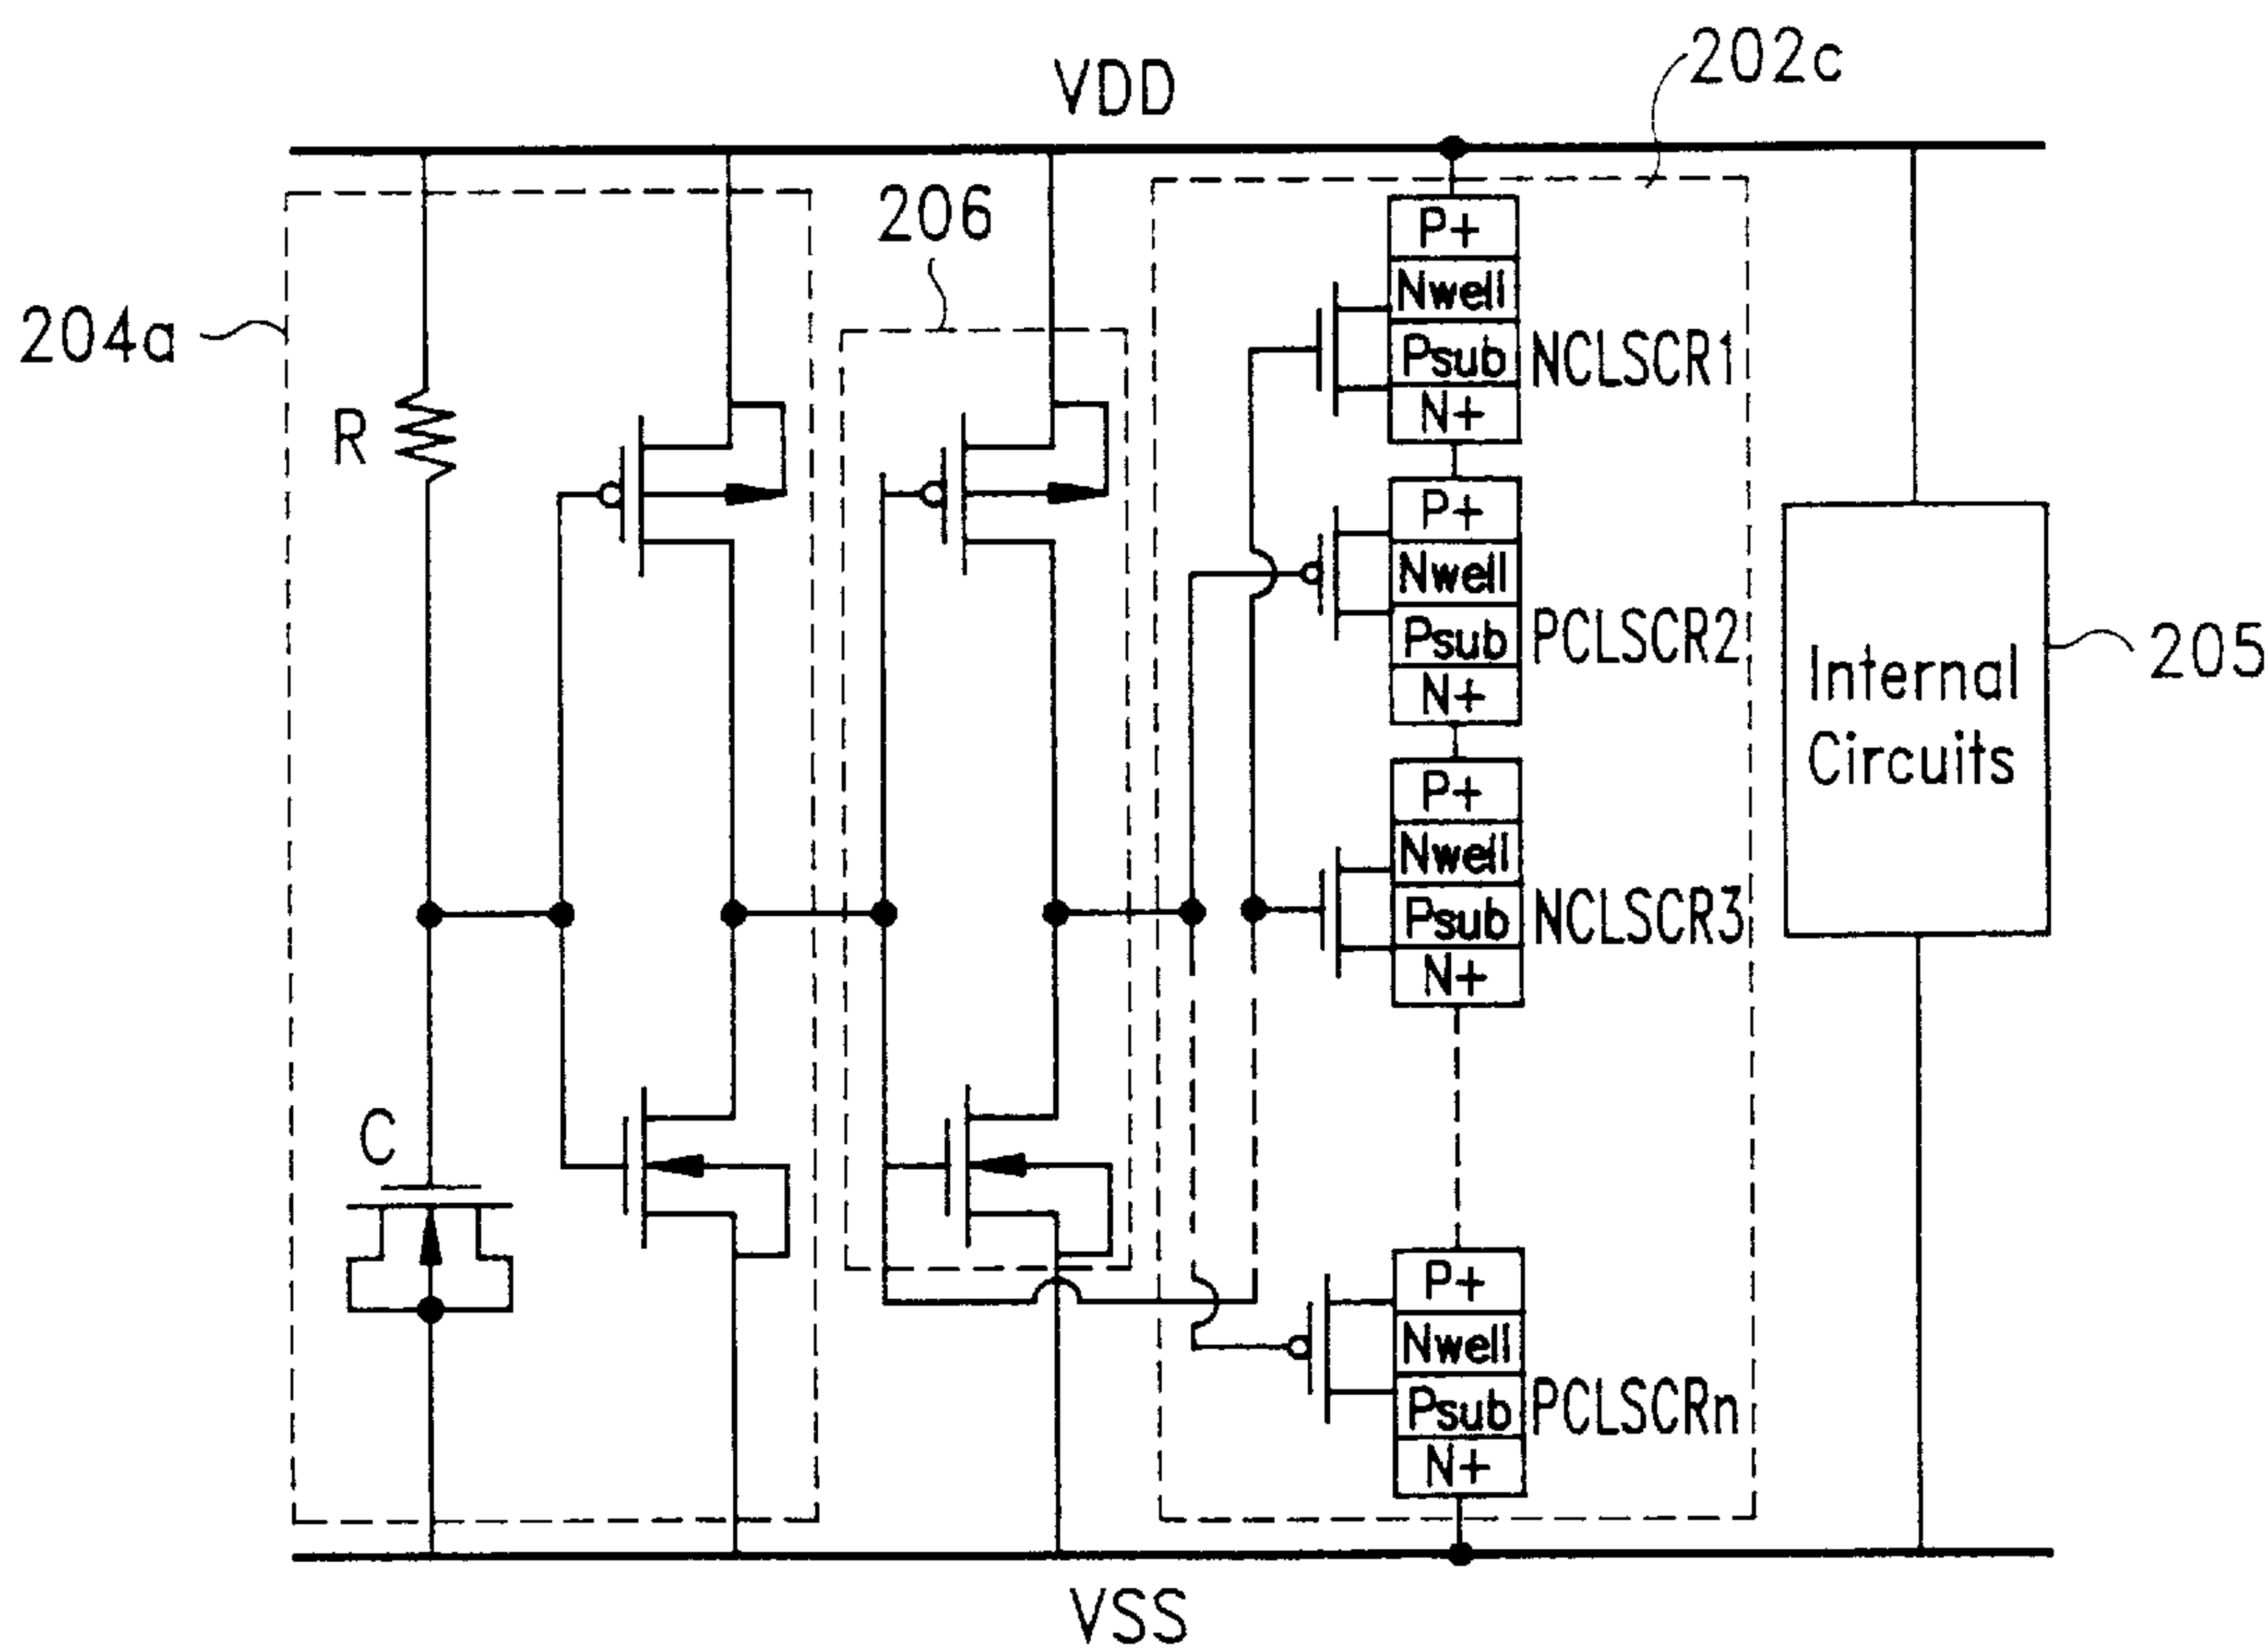 VDD
202c
206
204a
R
C
P+
Nwell
Psub
N+
NCLSCR1
P+
Nwell
Psub
N+
PCLSCR2
P+
Nwell
Psub
N+
NCLSCR3
P+
Nwell
Psub
N+
PCLSCRn
Internal
Circuits
205
VSS